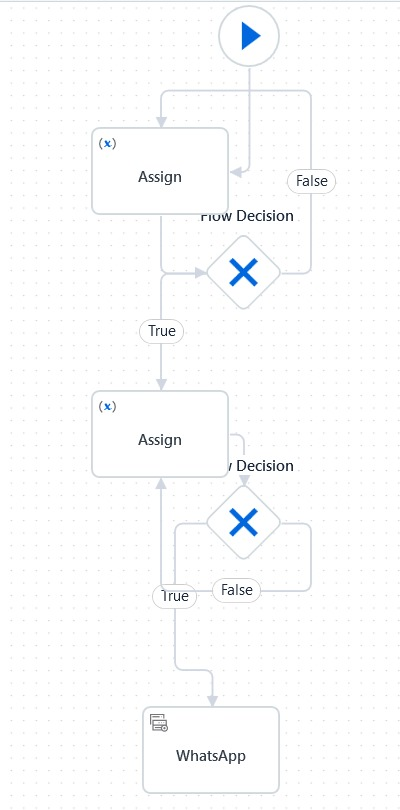 (x)
Assign
False
Flow Decision
True
(x)
Assign
Decision
False
True
WhatsApp